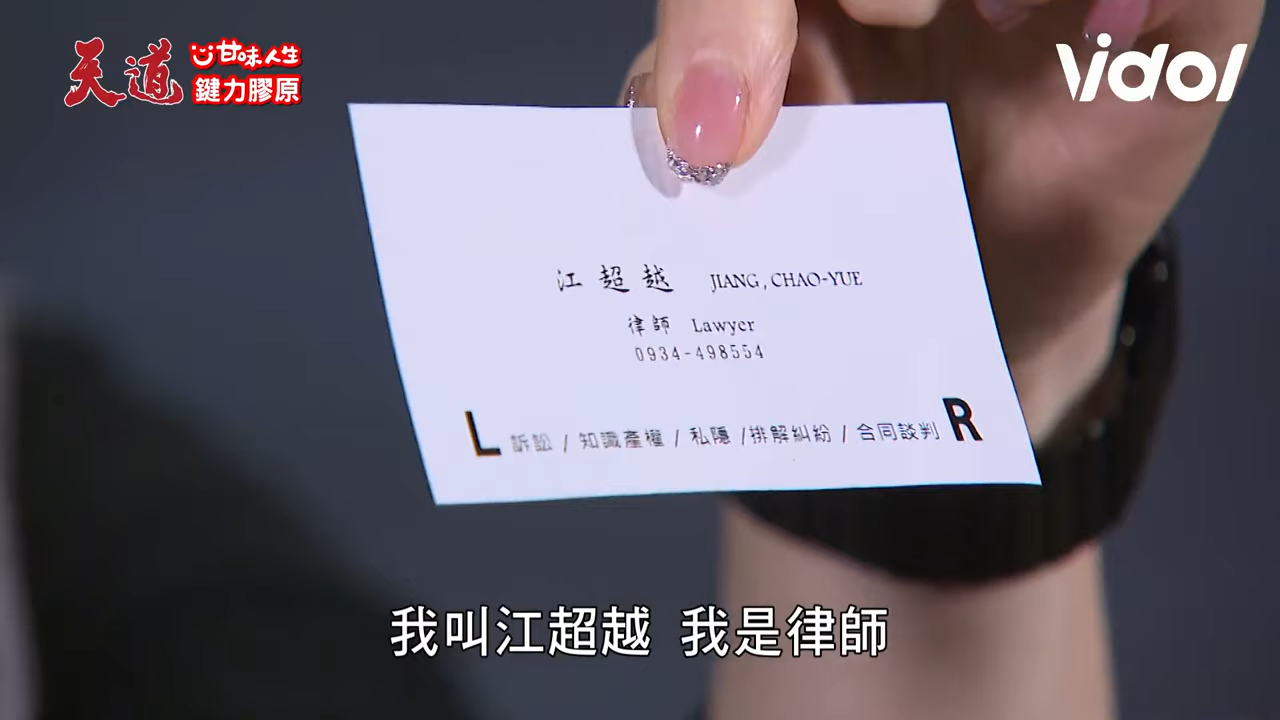 天道
甘味人生
鍵力膠原
Vidol
江超越 JIANG, CHAO-YUE
律師 Lawyer
0934-498554
L 訴訟 / 知識產權 / 私隱 /排解糾紛 / 合同談判 R
我叫江超越 我是律師